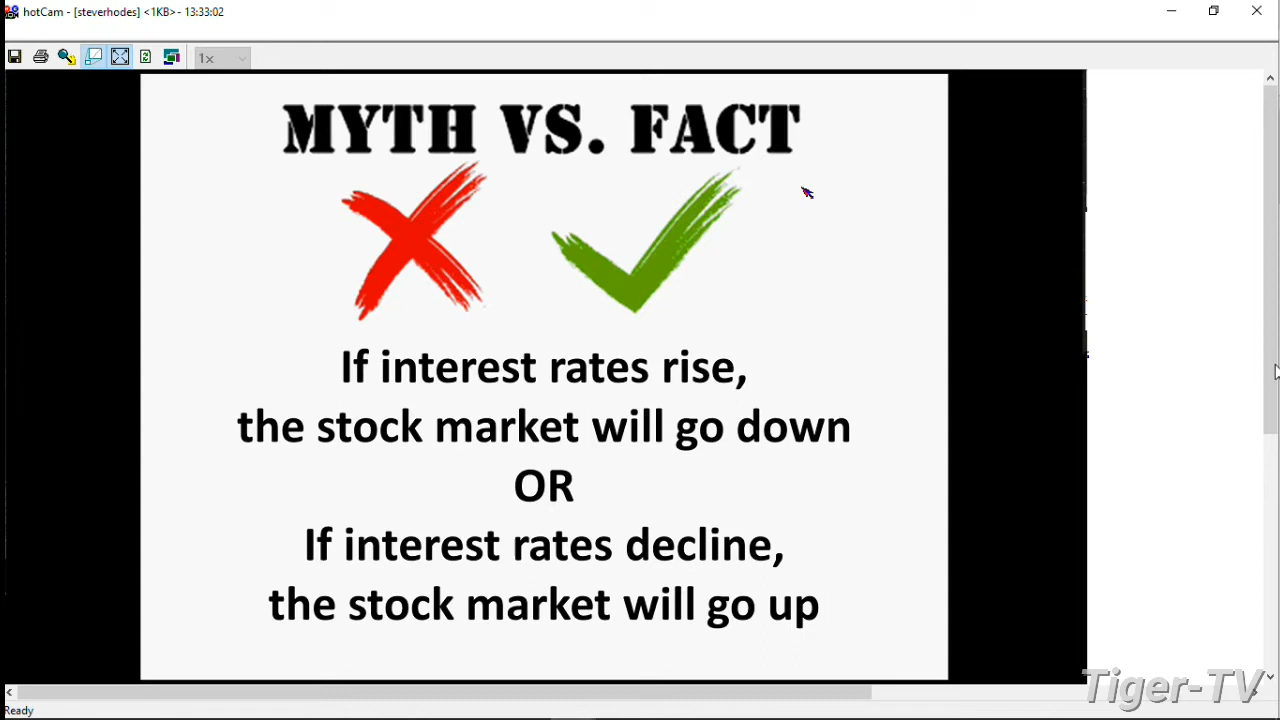 hotCam - [steverhodes] <1KB> - 13:33:02
1x
MYTH VS. FACT
If interest rates rise,
the stock market will go down
OR
If interest rates decline,
the stock market will go up
Tiger-TV
Ready